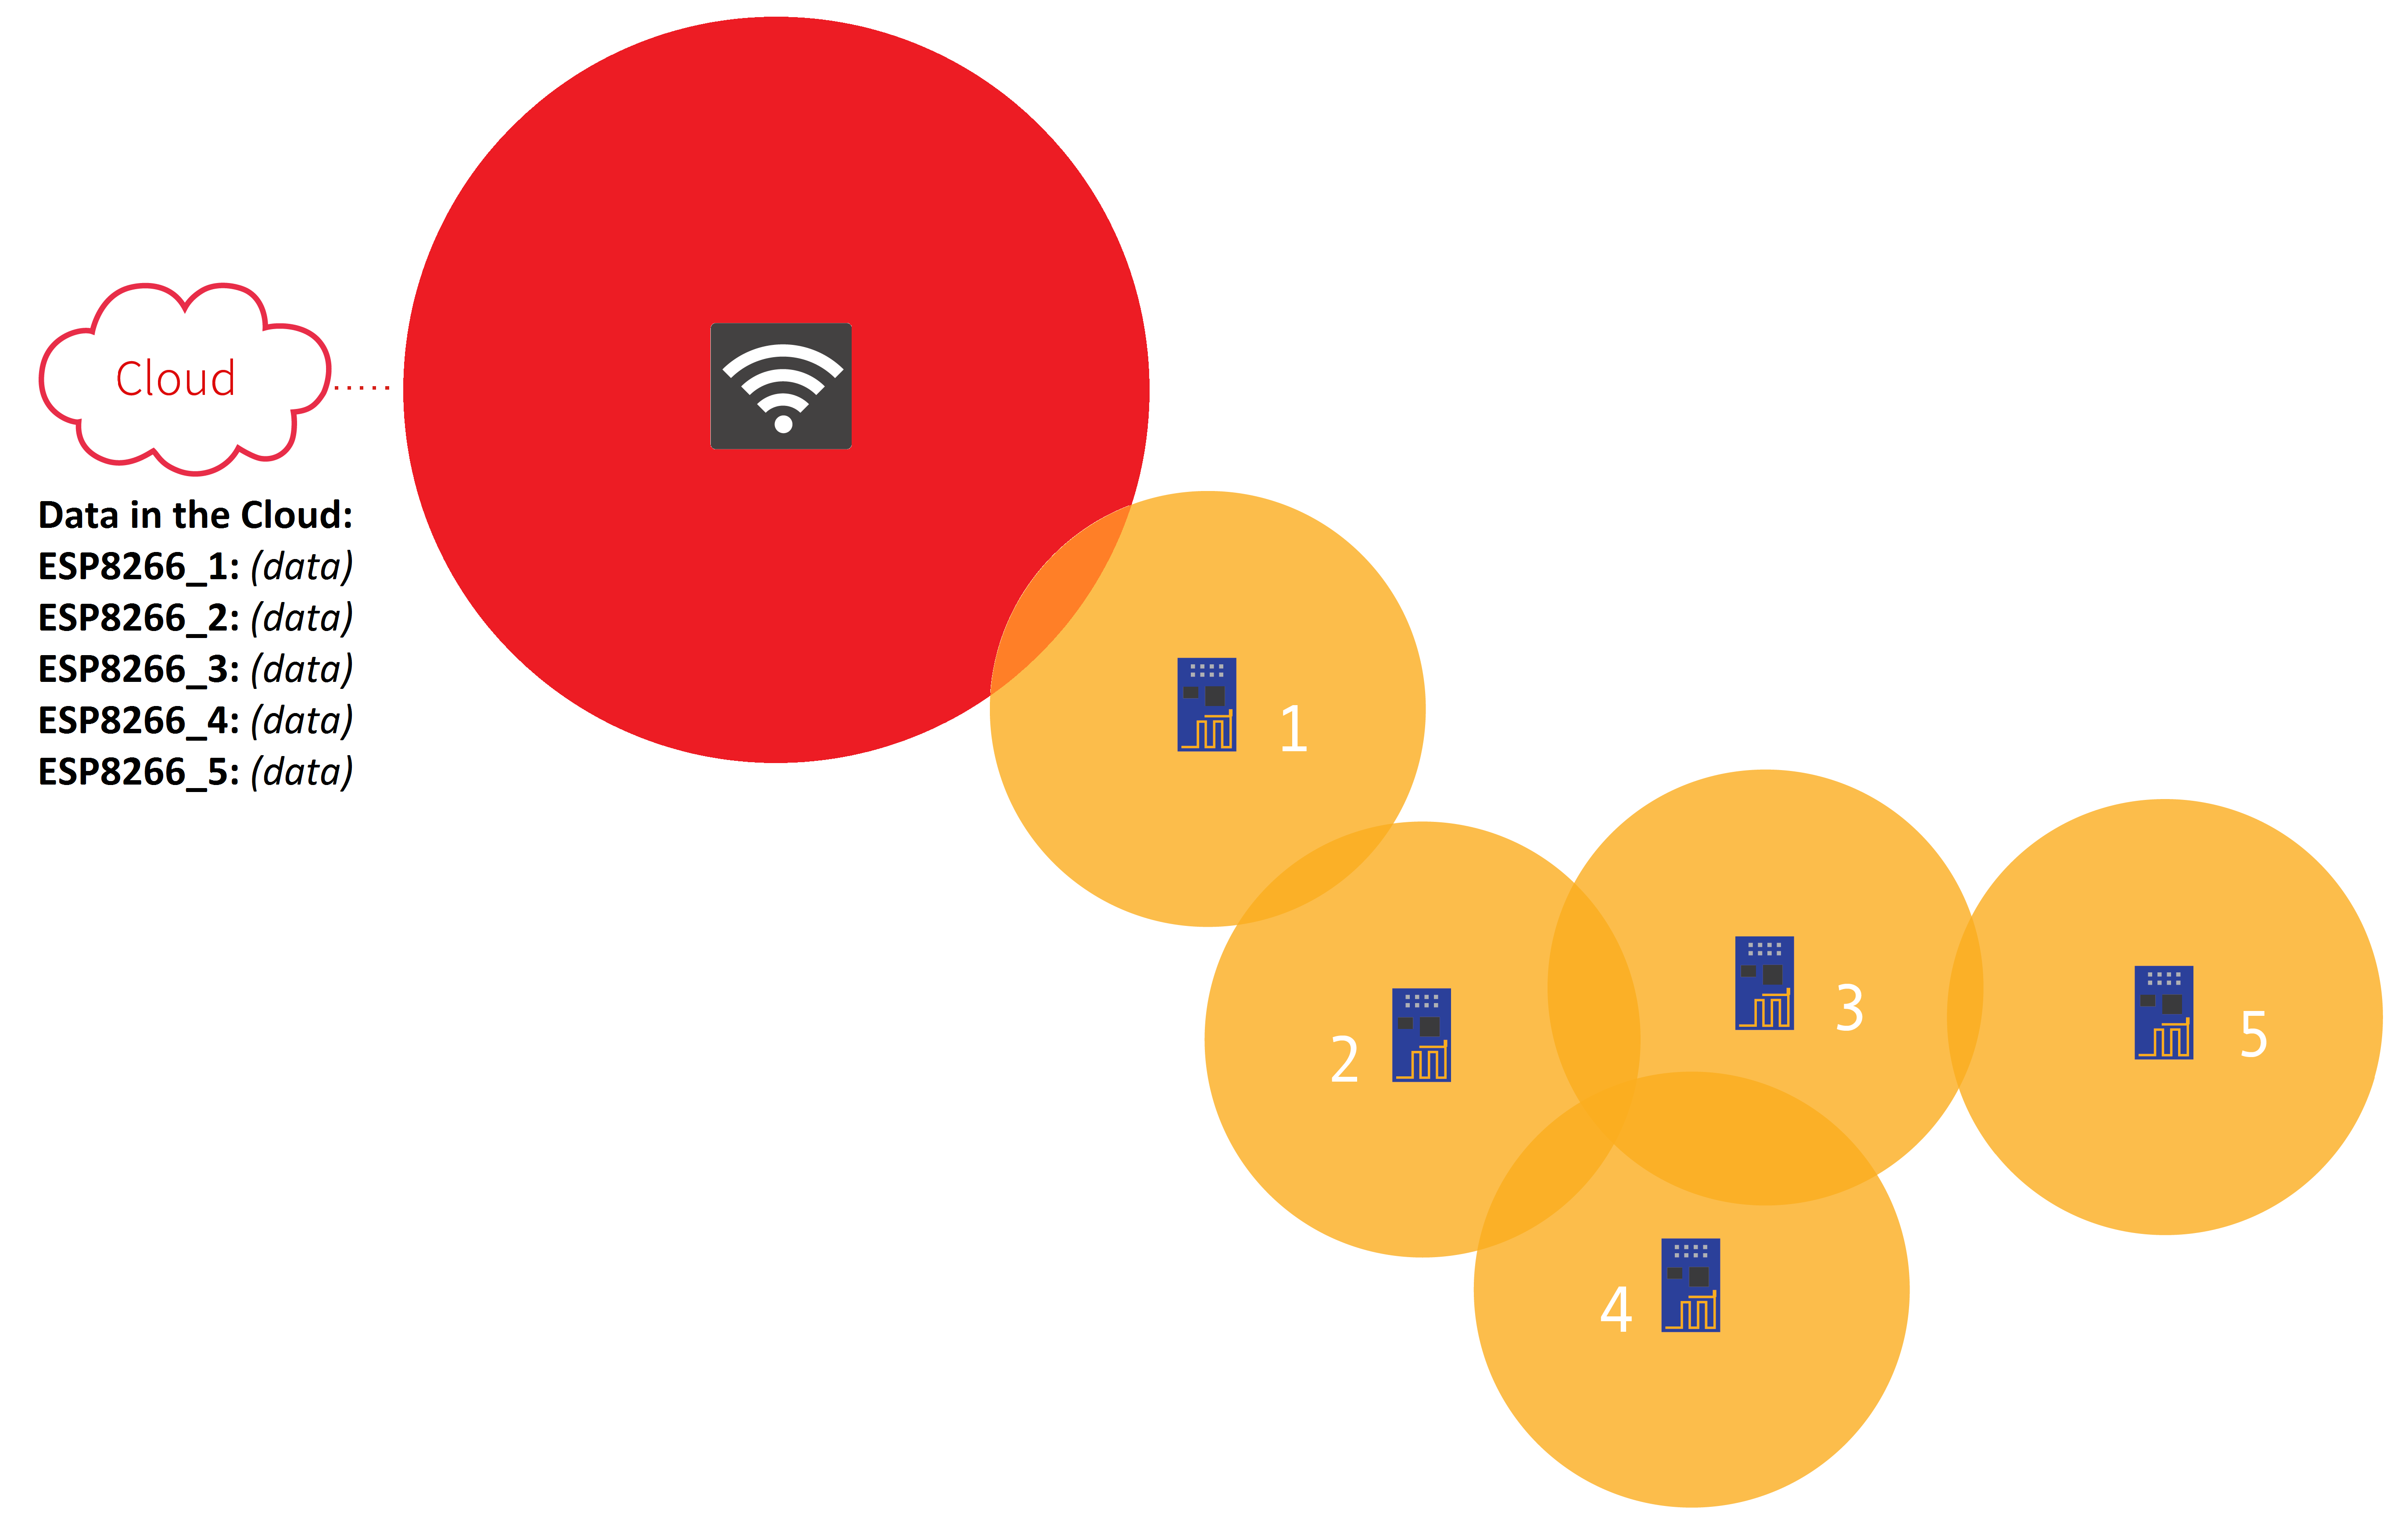 Cloud
Data in the Cloud:
ESP8266_1: (data)
ESP8266_2: (data)
ESP8266_3: (data)
ESP8266_4: (data)
ESP8266_5: (data)
1
2
3
4
5